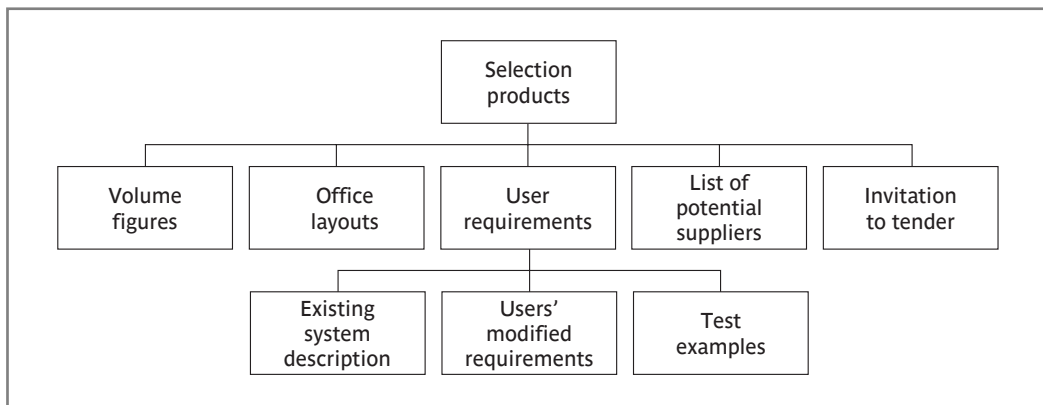 Selection
products
Volume
figures
Office
layouts
User
requirements
List of
potential
suppliers
Invitation
to tender
Existing
system
description
Users'
modified
requirements
Test
examples